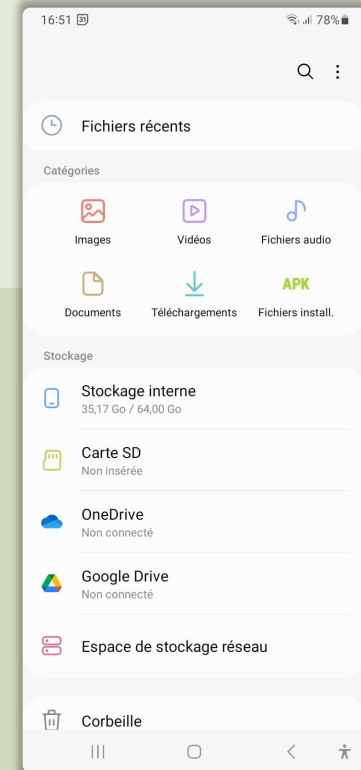 16:51 31 78%
Fichiers récents
Catégories
Images Vidéos Fichiers audio
Documents Téléchargements APK Fichiers install.
Stockage
Stockage interne
35,17 Go / 64,00 Go
Carte SD
Non insérée
OneDrive
Non connecté
Google Drive
Non connecté
Espace de stockage réseau
Corbeille